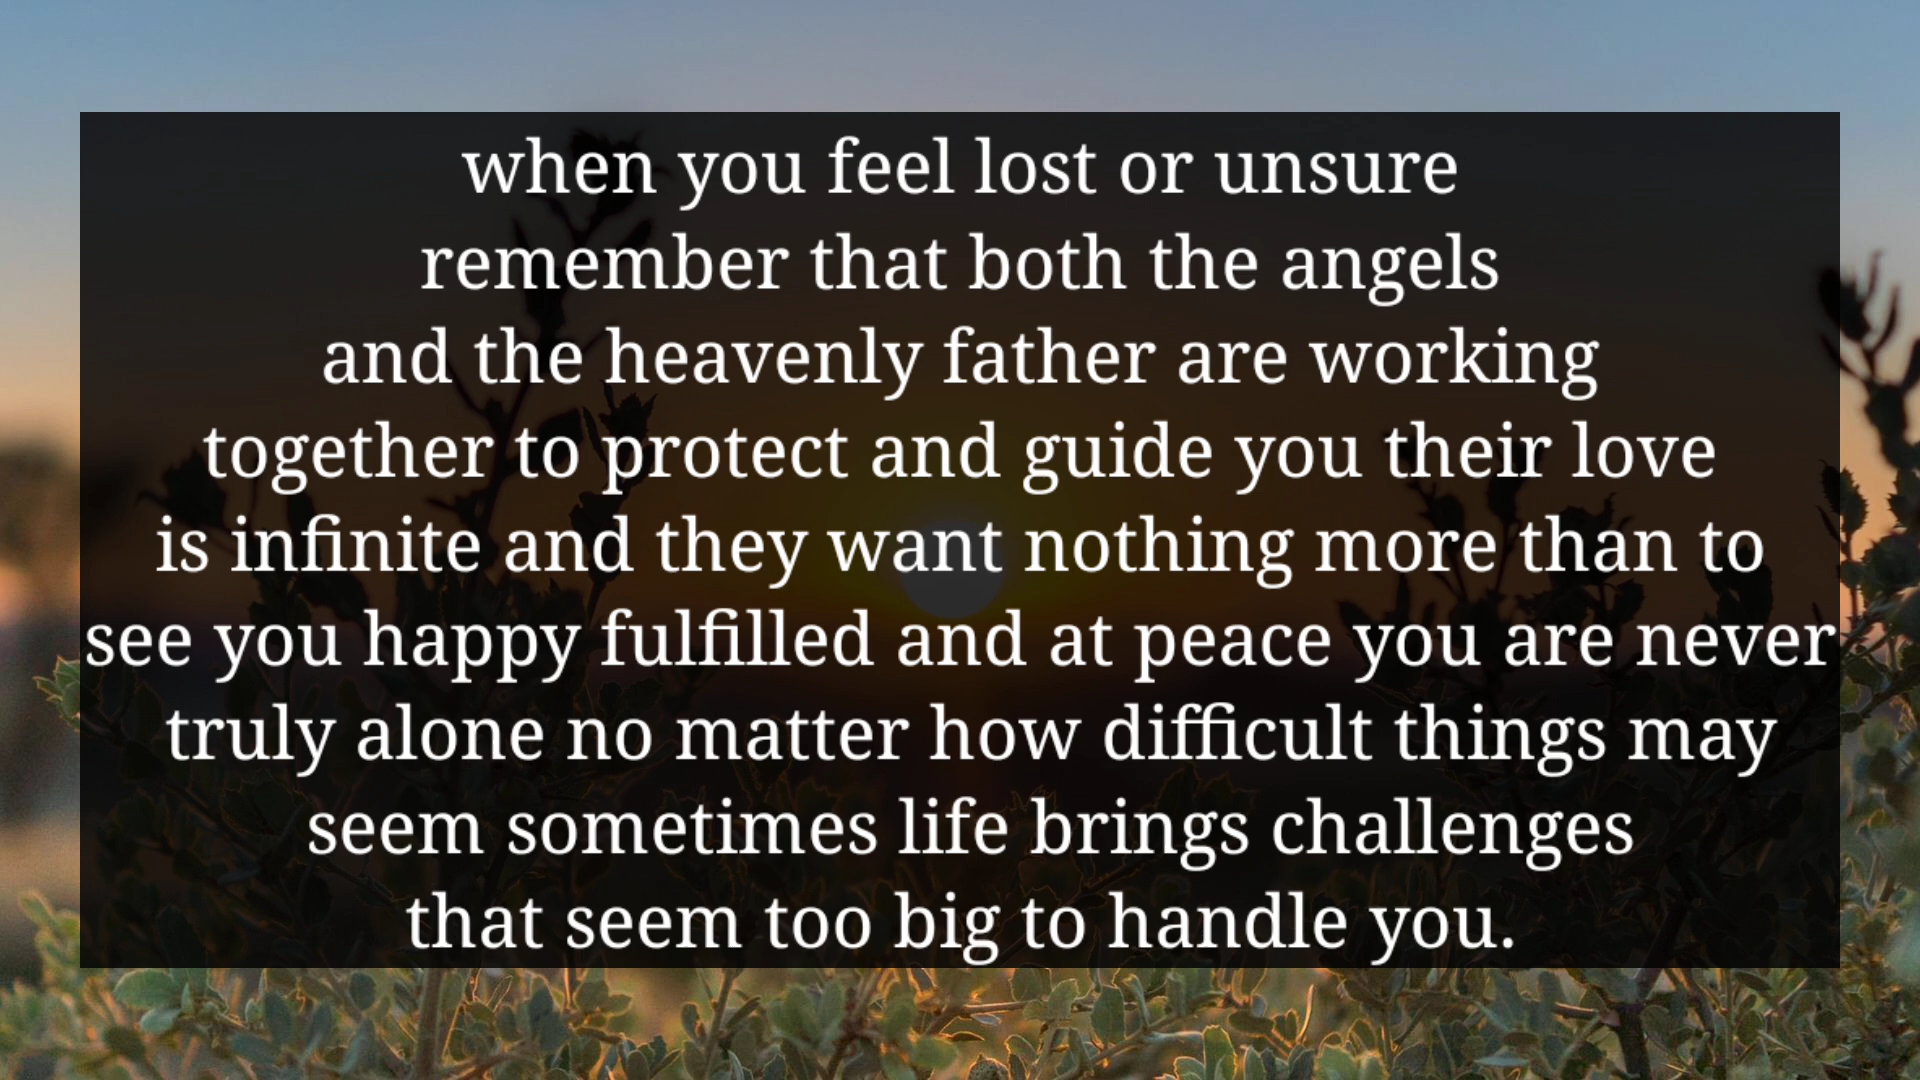 when you feel lost or unsure
remember that both the angels
and the heavenly father are working
together to protect and guide you their love
is infinite and they want nothing more than to
see you happy fulfilled and at peace you are never
truly alone no matter how difficult things may
seem sometimes life brings challenges
that seem too big to handle you.